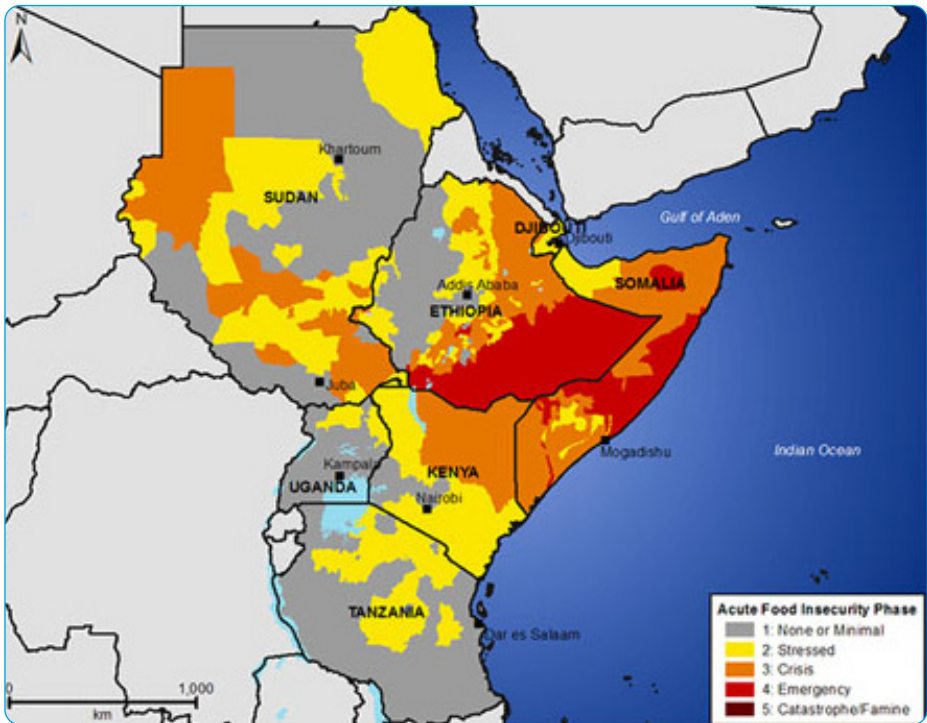 N
Khartoum
SUDAN
Gulf of Aden
DJIBOUTI
Djibouti
SOMALIA
Addis Ababa
ETHIOPIA
Juba
Mogadishu
Indian Ocean
Kampala
KENYA
UGANDA
Nairobi
TANZANIA
Dar es Salaam
0 1,000
km
Acute Food Insecurity Phase
1: None or Minimal
2: Stressed
3: Crisis
4: Emergency
5: Catastrophe/Famine